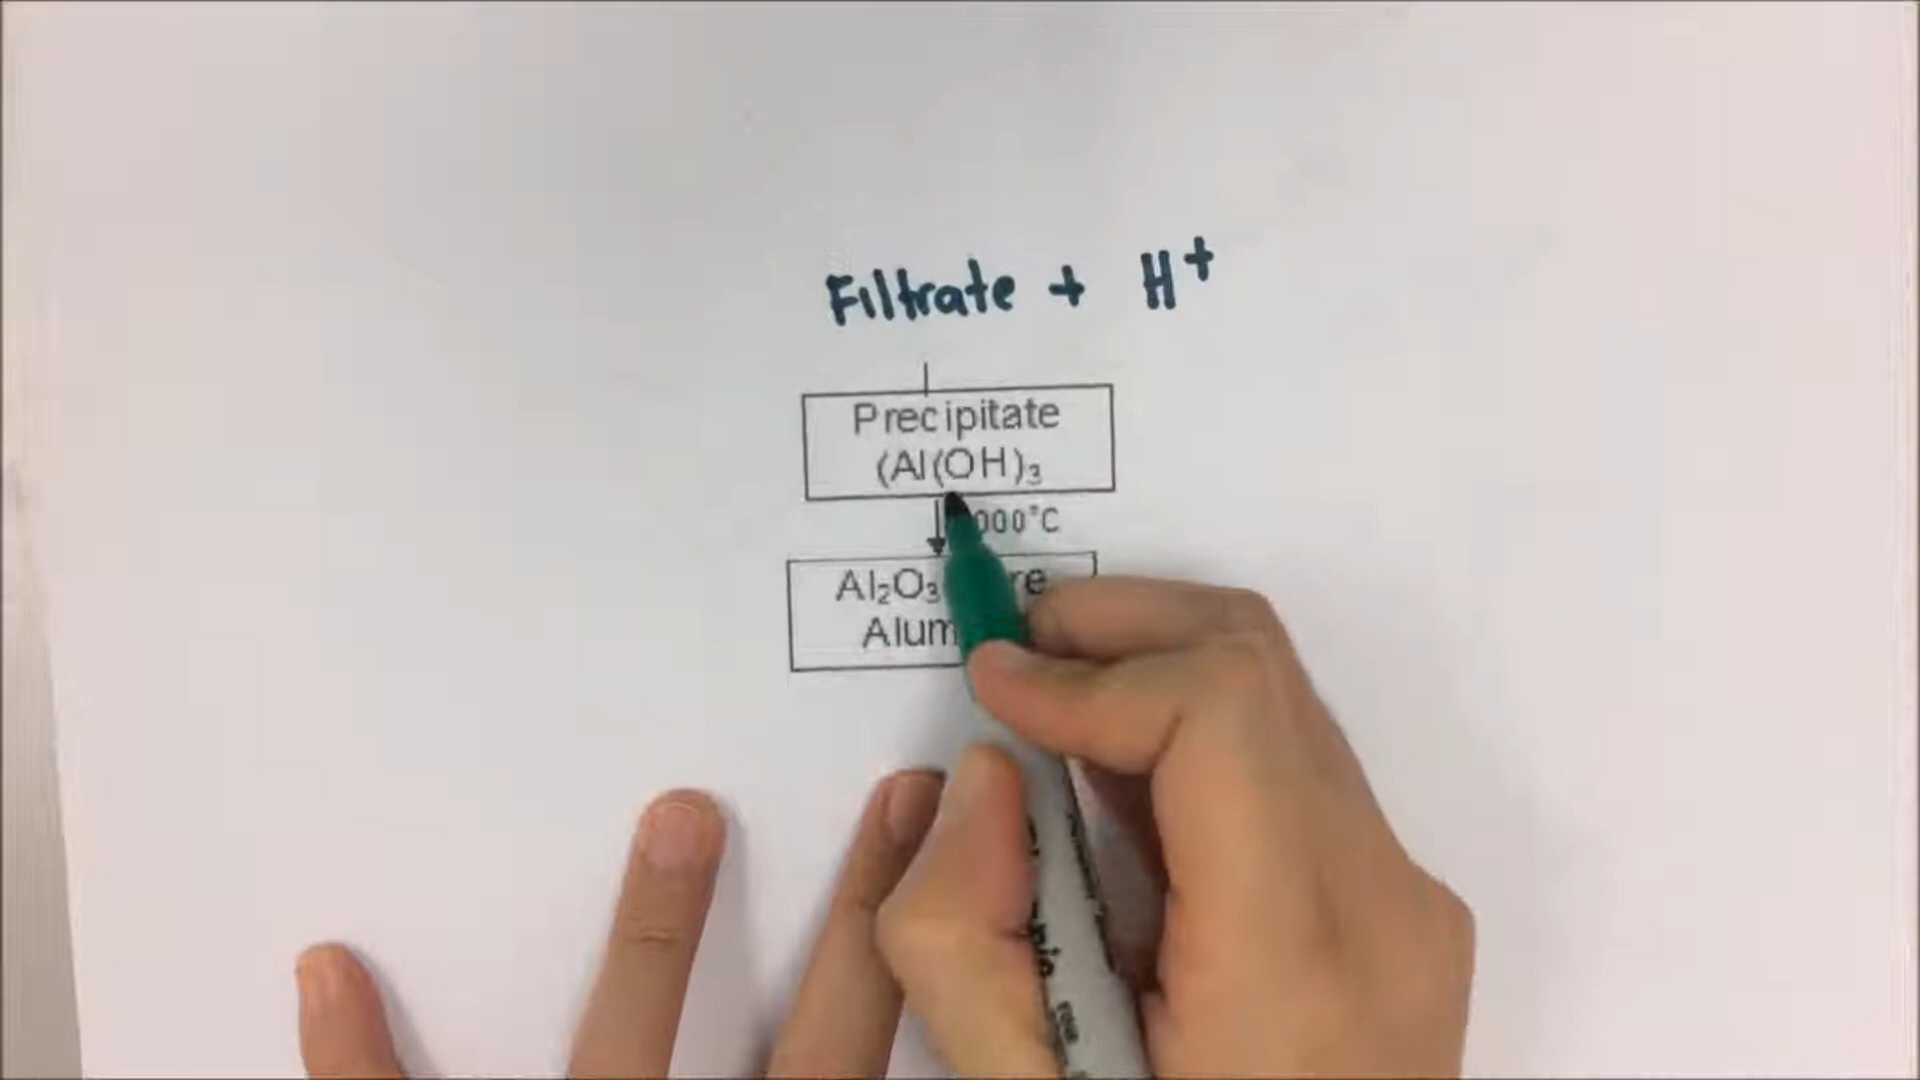 Filtrate + H⁺
Precipitate
(Al(OH)₃
000°C
Al₂O₃
Alum